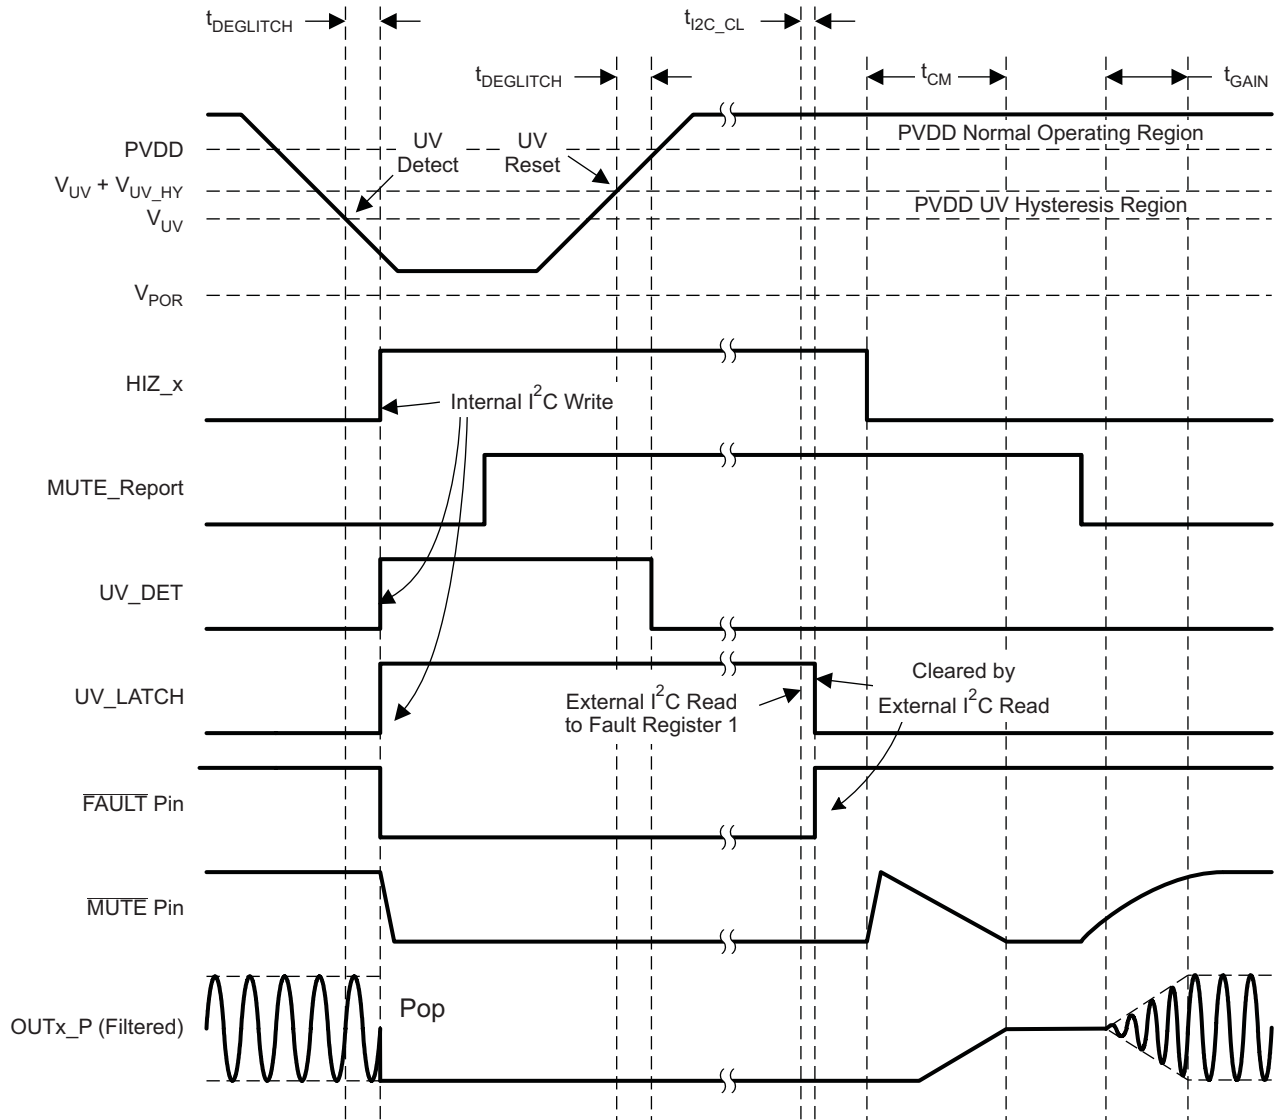 tDEGLITCH
tI2C_CL
tDEGLITCH
tCM
tGAIN
PVDD Normal Operating Region
PVDD
UV
Detect
UV
Reset
VUV + VUV_HY
PVDD UV Hysteresis Region
VUV
VPOR
HIZ_x
Internal I2C Write
MUTE_Report
UV_DET
UV_LATCH
External I2C Read
to Fault Register 1
Cleared by
External I2C Read
FAULT Pin
MUTE Pin
Pop
OUTx_P (Filtered)